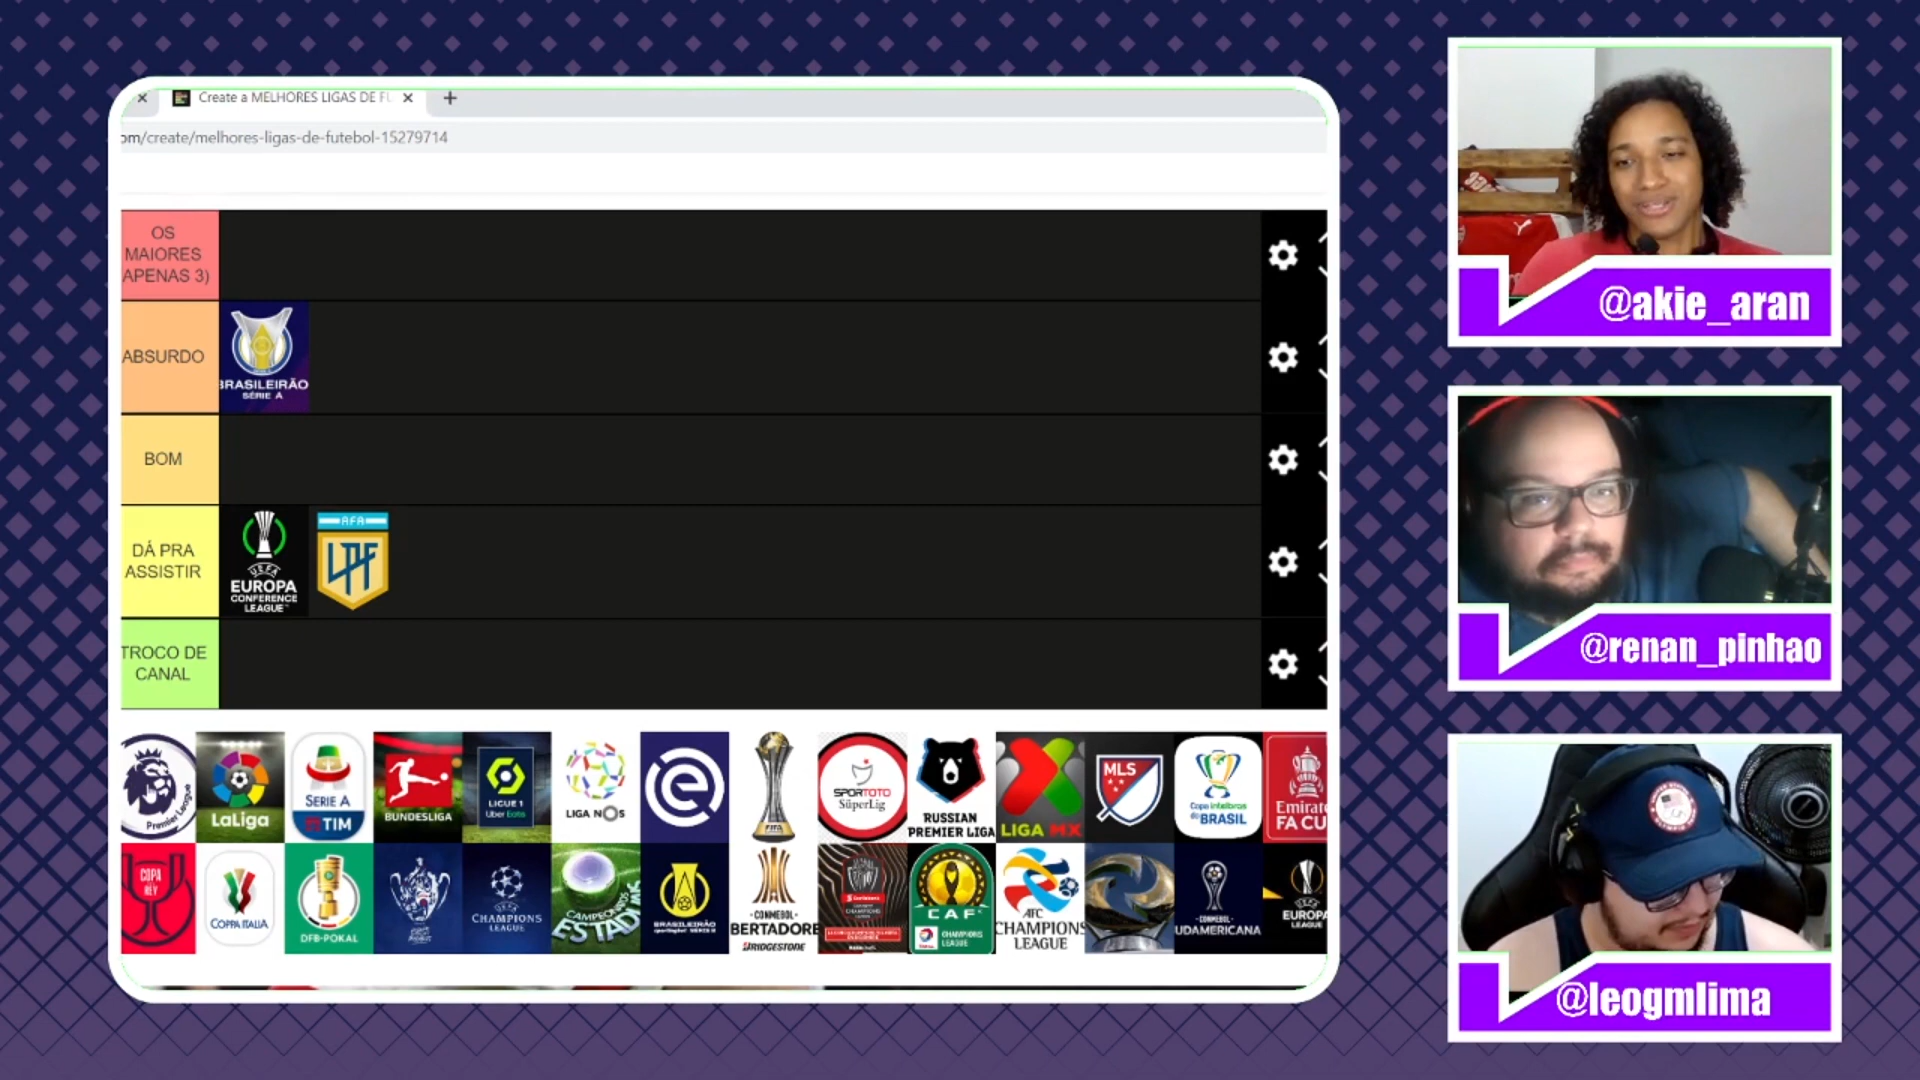 Create a MELHORES LIGAS DE FU
om/create/melhores-ligas-de-futebol-15279714
OS
MAIORES
APENAS 3)
ABSURDO
BRASILEIRÃO
SÉRIE A
BOM
DÁ PRA
ASSISTIR
UEFA
EUROPA
CONFERENCE
LEAGUE
AFA
LPF
TROCO DE
CANAL
Premier League
LaLiga
SERIE A
TIM
BUNDESLIGA
LIGUE 1
Uber Eats
LIGA NOS
FIFA
SPORTOTO
SüperLig
RUSSIAN
PREMIER LIGA
LIGA MX
MLS
Copa Intelbras
do BRASIL
Emirate
FA CU
COPA
REY
COPPA ITALIA
DFB-POKAL
UEFA
CHAMPIONS
LEAGUE
CAMPEONATOS
ESTADUAIS
BRASILEIRÃO
-CONMEBOL-
BERTADORE
BRIDGESTONE
CAF
CHAMPIONS
LEAGUE
AFC
CHAMPIONS
LEAGUE
-CONMEBOL-
UDAMERICANA
EUROPA
LEAGUE
@akie_aran
@renan_pinhao
@leogmlima